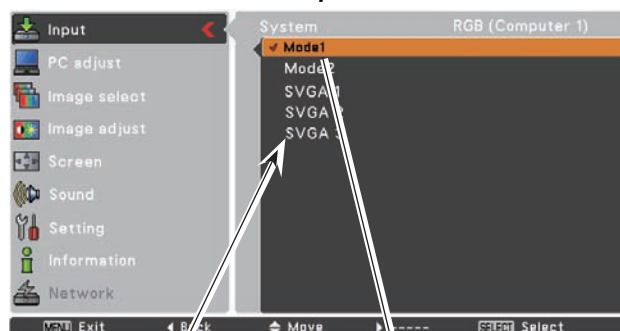 Input
System RGB (Computer 1)
✔ Mode1
PC adjust
Mode2
Image select
SVGA 1
SVGA 2
Image adjust
SVGA 3
Screen
Sound
Setting
Information
Network
MENU Exit ◀ Back Move ▶ ----- SELECT Select